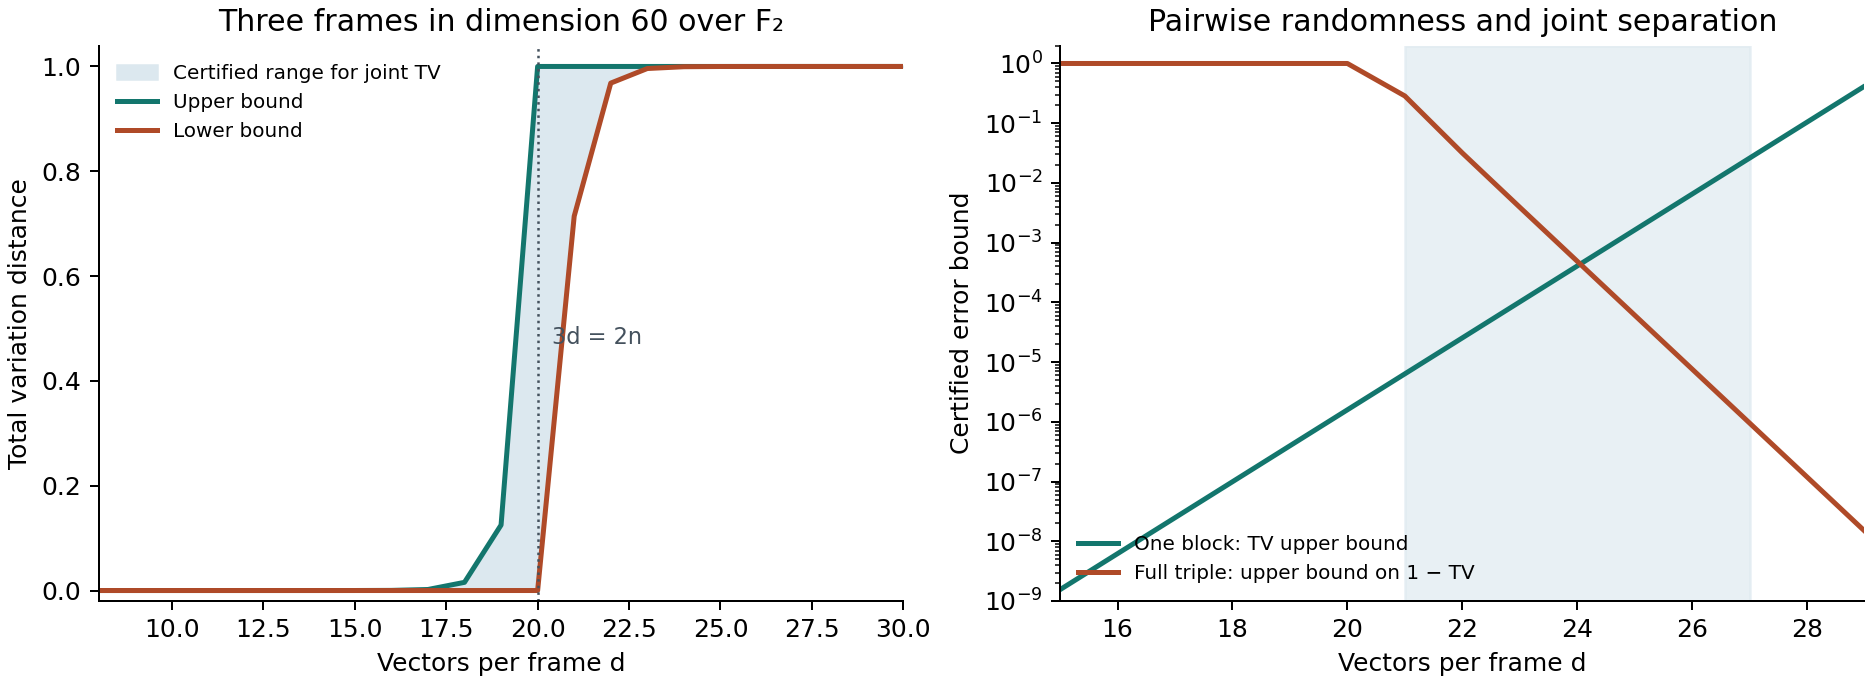 Three frames in dimension 60 over F₂
Certified range for joint TV
Upper bound
Lower bound
1.0
0.8
0.6
0.4
0.2
0.0
Total variation distance
3d = 2n
10.0 12.5 15.0 17.5 20.0 22.5 25.0 27.5 30.0
Vectors per frame d
Pairwise randomness and joint separation
10⁰
10⁻¹
10⁻²
10⁻³
10⁻⁴
10⁻⁵
10⁻⁶
10⁻⁷
10⁻⁸
10⁻⁹
Certified error bound
One block: TV upper bound
Full triple: upper bound on 1 − TV
16 18 20 22 24 26 28
Vectors per frame d